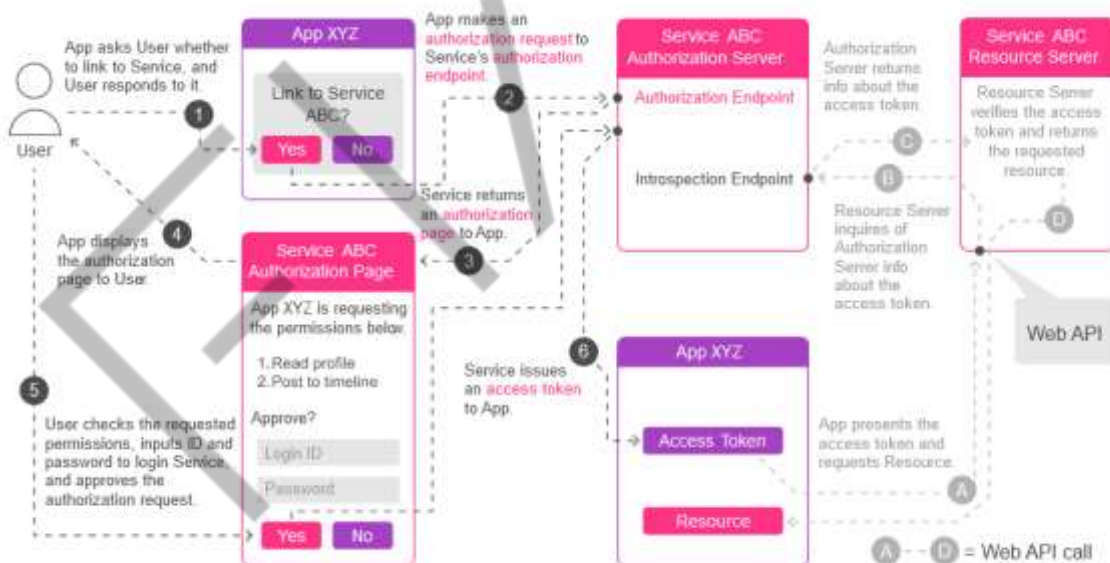 App asks User whether
to link to Service, and
User responds to it.
User
1
App XYZ
Link to Service
ABC?
Yes
No
App makes an
authorization request to
Service's authorization
endpoint.
2
Service ABC
Authorization Server
Authorization Endpoint
Introspection Endpoint
Authorization
Server returns
info about the
access token.
C
B
Service ABC
Resource Server
Resource Server
verifies the access
token and returns
the requested
resource.
D
Resource Server
inquires of
Authorization
Server info
about the
access token.
Web API
Service returns
an authorization
page to App.
3
4
App displays
the authorization
page to User.
Service ABC
Authorization Page
App XYZ is requesting
the permissions below.
1. Read profile
2. Post to timeline
Approve?
Login ID
Password
Yes
No
5
User checks the requested
permissions, inputs ID and
password to login Service,
and approves the
authorization request.
6
Service issues
an access token
to App.
App XYZ
Access Token
Resource
App presents the
access token and
requests Resource.
A
A -- D = Web API call